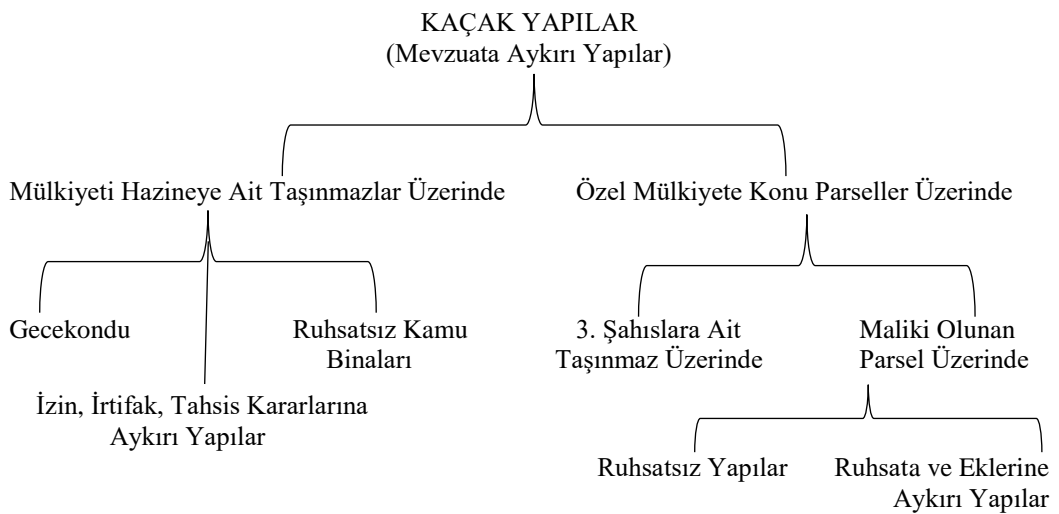 KAÇAK YAPILAR
(Mevzuata Aykırı Yapılar)
Mülkiyeti Hazineye Ait Taşınmazlar Üzerinde
Özel Mülkiyete Konu Parseller Üzerinde
Gecekondu
Ruhsatsız Kamu
Binaları
3. Şahıslara Ait
Taşınmaz Üzerinde
Maliki Olunan
Parsel Üzerinde
İzin, İrtifak, Tahsis Kararlarına
Aykırı Yapılar
Ruhsatsız Yapılar
Ruhsata ve Eklerine
Aykırı Yapılar